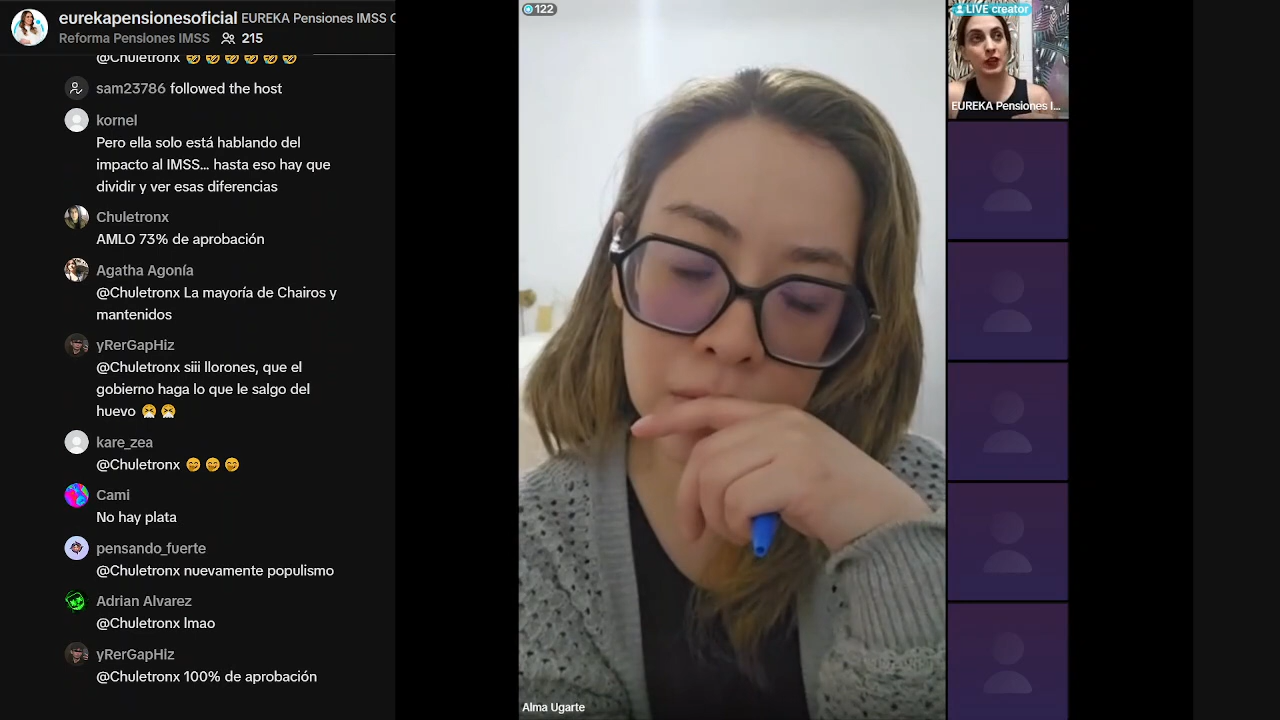 eurekapensionesoficial EUREKA Pensiones IMSS
Reforma Pensiones IMSS 215
@Chuletronx 🤣 🤣 🤣 🤣 🤣 🤣
sam23786 followed the host
kornel
Pero ella solo está hablando del
impacto al IMSS... hasta eso hay que
dividir y ver esas diferencias
Chuletronx
AMLO 73% de aprobación
Agatha Agonía
@Chuletronx La mayoría de Chairos y
mantenidos
yRerGapHiz
@Chuletronx siii llorones, que el
gobierno haga lo que le salgo del
huevo 😤 😤
kare_zea
@Chuletronx 🤭 🤭 🤭
Cami
No hay plata
pensando_fuerte
@Chuletronx nuevamente populismo
Adrian Alvarez
@Chuletronx lmao
yRerGapHiz
@Chuletronx 100% de aprobación
122
Alma Ugarte
LIVE creator
EUREKA Pensiones I...